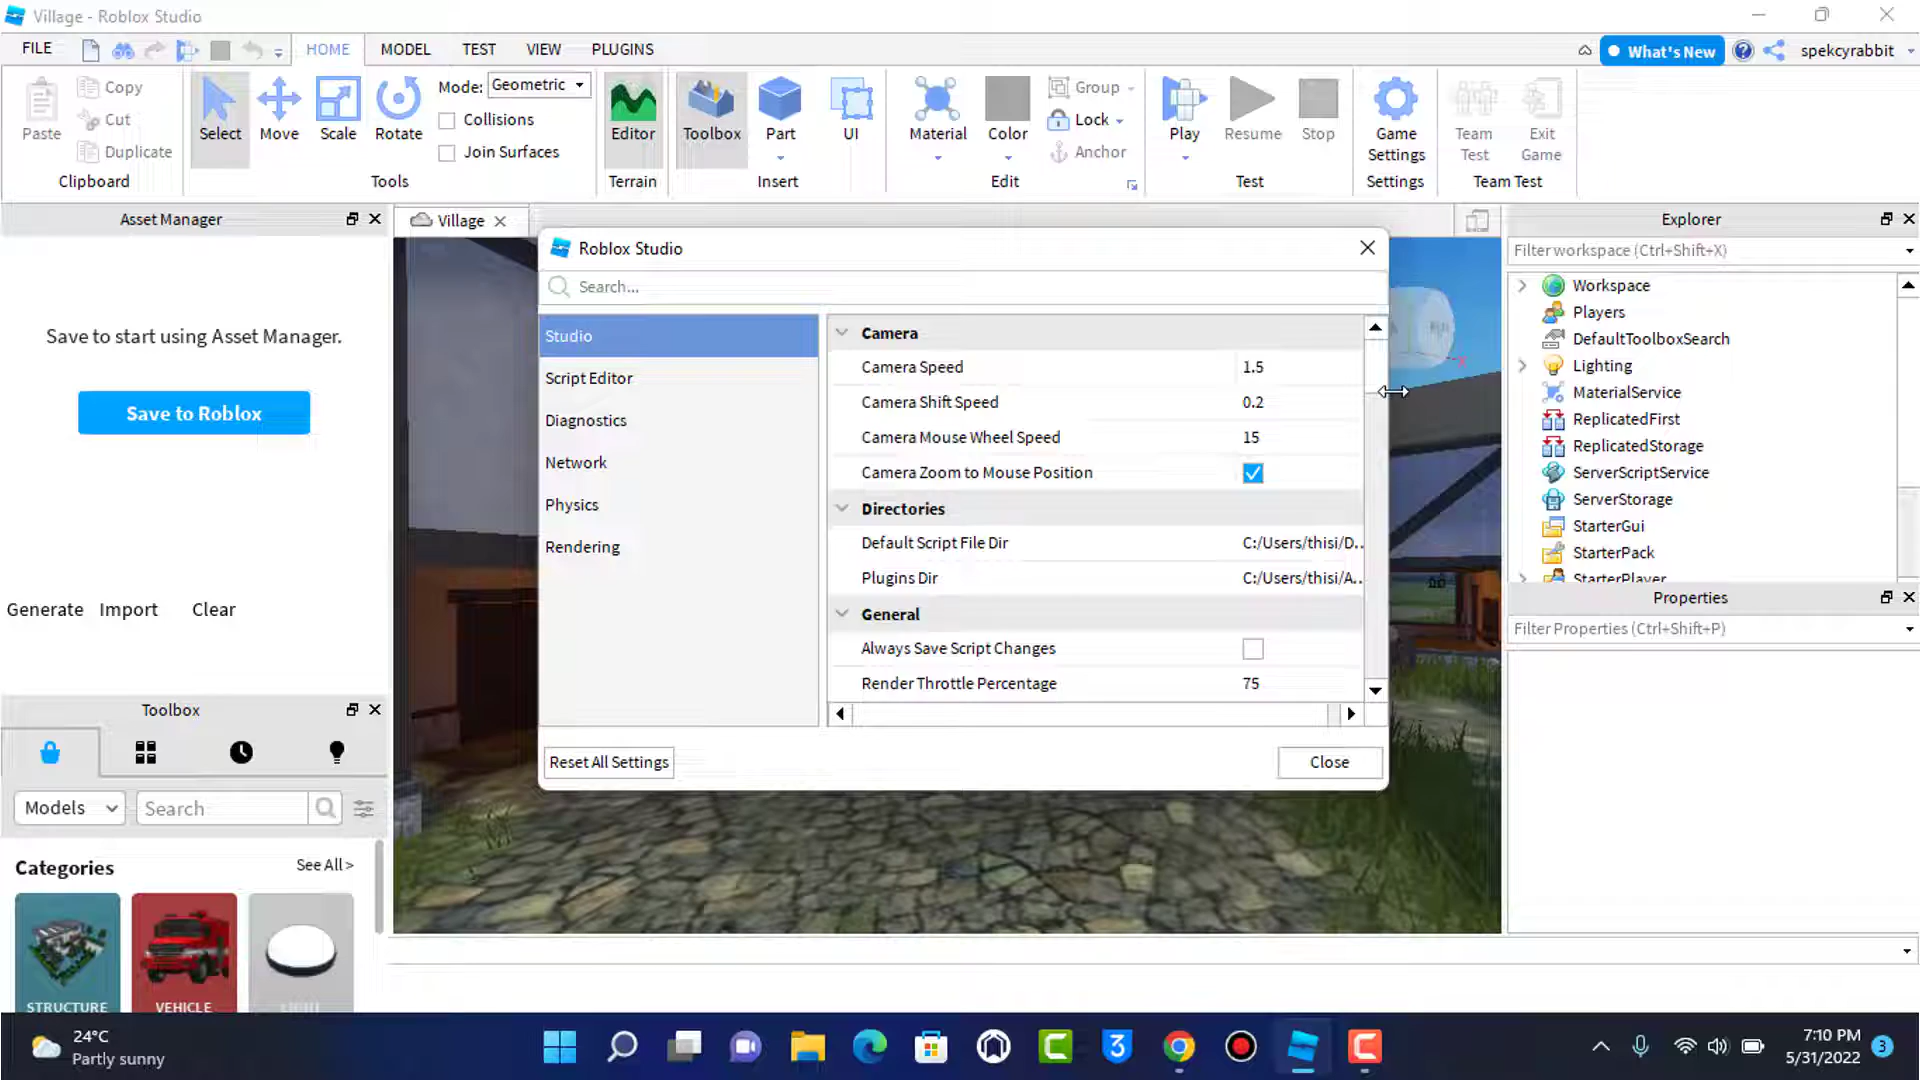 Village - Roblox Studio
FILE
HOME
MODEL
TEST
VIEW
PLUGINS
What's New
spekcyrabbit
Paste
Copy
Cut
Duplicate
Clipboard
Select
Move
Scale
Rotate
Mode: Geometric
Collisions
Join Surfaces
Tools
Editor
Terrain
Toolbox
Part
UI
Insert
Material
Color
Group
Lock
Anchor
Edit
Play
Resume
Stop
Test
Game
Settings
Settings
Team
Test
Exit
Game
Team Test
Asset Manager
Save to start using Asset Manager.
Save to Roblox
Generate Import Clear
Toolbox
Models
Search
Categories
See All >
STRUCTURE
VEHICLE
Village
Roblox Studio
Search...
Studio
Script Editor
Diagnostics
Network
Physics
Rendering
Camera
Camera Speed 1.5
Camera Shift Speed 0.2
Camera Mouse Wheel Speed 15
Camera Zoom to Mouse Position
Directories
Default Script File Dir C:/Users/thisi/D...
Plugins Dir C:/Users/thisi/A...
General
Always Save Script Changes
Render Throttle Percentage 75
Reset All Settings
Close
Explorer
Filter workspace (Ctrl+Shift+X)
Workspace
Players
DefaultToolboxSearch
Lighting
MaterialService
ReplicatedFirst
ReplicatedStorage
ServerScriptService
ServerStorage
StarterGui
StarterPack
StarterPlayer
Properties
Filter Properties (Ctrl+Shift+P)
24°C
Partly sunny
3
7:10 PM
5/31/2022
3